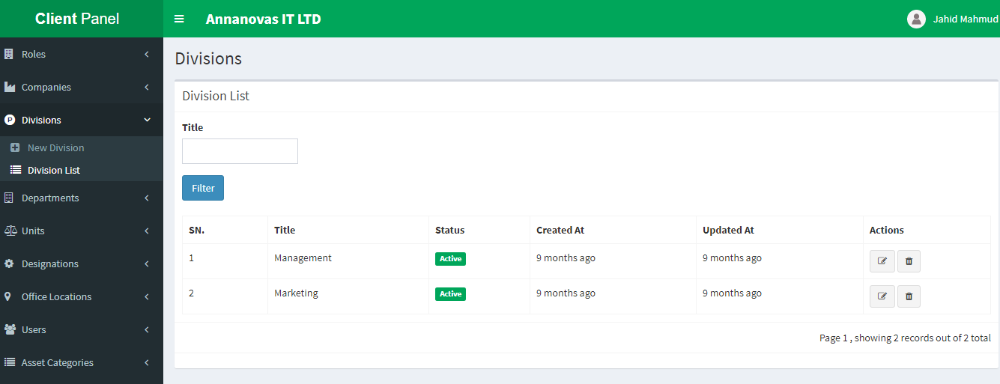 Client Panel
Annanovas IT LTD
Jahid Mahmud
Roles
Companies
Divisions
New Division
Division List
Departments
Units
Designations
Office Locations
Users
Asset Categories
Divisions
Division List
Title
Filter
SN. Title Status Created At Updated At Actions
1 Management Active 9 months ago 9 months ago
2 Marketing Active 9 months ago 9 months ago
Page 1 , showing 2 records out of 2 total